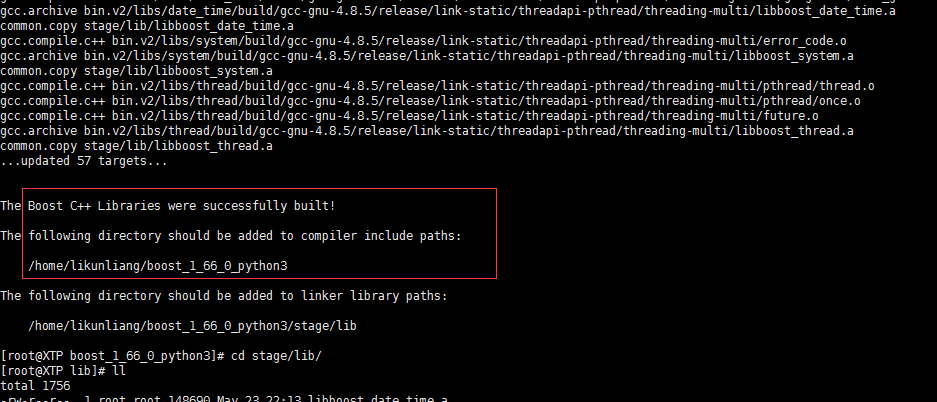 gcc.archive bin.v2/libs/date_time/build/gcc-gnu-4.8.5/release/link-static/threadapi-pthread/threading-multi/libboost_date_time.a
common.copy stage/lib/libboost_date_time.a
gcc.compile.c++ bin.v2/libs/system/build/gcc-gnu-4.8.5/release/link-static/threadapi-pthread/threading-multi/error_code.o
gcc.archive bin.v2/libs/system/build/gcc-gnu-4.8.5/release/link-static/threadapi-pthread/threading-multi/libboost_system.a
common.copy stage/lib/libboost_system.a
gcc.compile.c++ bin.v2/libs/thread/build/gcc-gnu-4.8.5/release/link-static/threadapi-pthread/threading-multi/pthread/thread.o
gcc.compile.c++ bin.v2/libs/thread/build/gcc-gnu-4.8.5/release/link-static/threadapi-pthread/threading-multi/pthread/once.o
gcc.compile.c++ bin.v2/libs/thread/build/gcc-gnu-4.8.5/release/link-static/threadapi-pthread/threading-multi/future.o
gcc.archive bin.v2/libs/thread/build/gcc-gnu-4.8.5/release/link-static/threadapi-pthread/threading-multi/libboost_thread.a
common.copy stage/lib/libboost_thread.a
...updated 57 targets...
The Boost C++ Libraries were successfully built!
The following directory should be added to compiler include paths:
/home/likunliang/boost_1_66_0_python3
The following directory should be added to linker library paths:
/home/likunliang/boost_1_66_0_python3/stage/lib
[root@XTP boost_1_66_0_python3]# cd stage/lib/
[root@XTP lib]# ll
total 1756
-rw-r--r-- 1 root root 148690 May 23 22:13 libboost_date_time.a